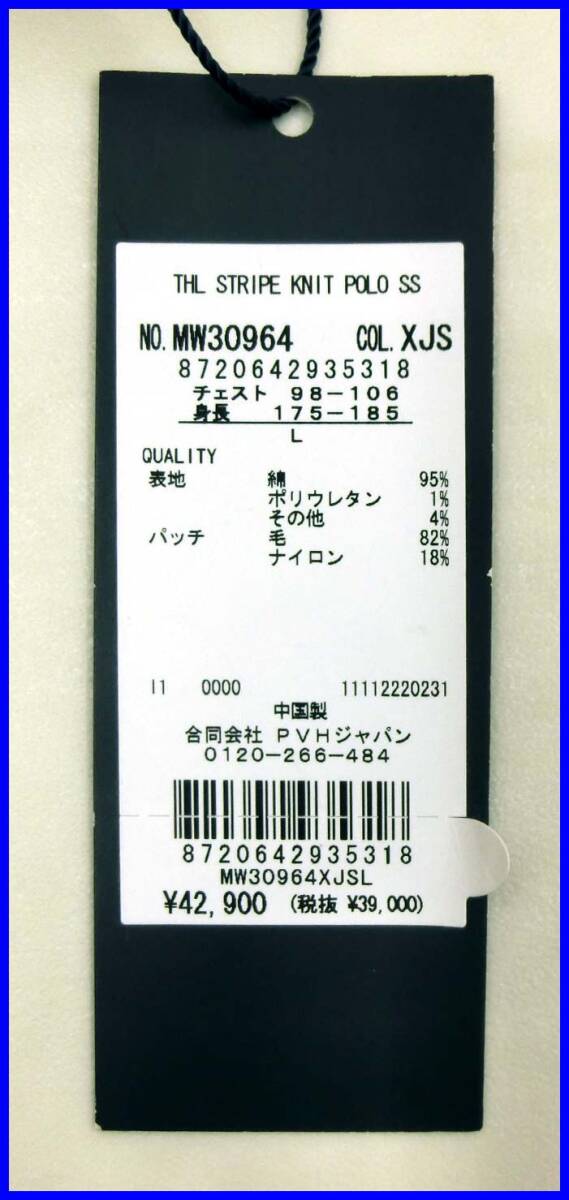 THL STRIPE KNIT POLO SS
NO. MW30964 COL. XJS
8720642935318
チェスト 98-106
身長 175-185
L
QUALITY
表地 綿 95%
ポリウレタン 1%
その他 4%
パッチ 毛 82%
ナイロン 18%
I1 0000 11112220231
中国製
合同会社 PVHジャパン
0120-266-484
8720642935318
MW30964XJSL
¥42,900 (税抜 ¥39,000)